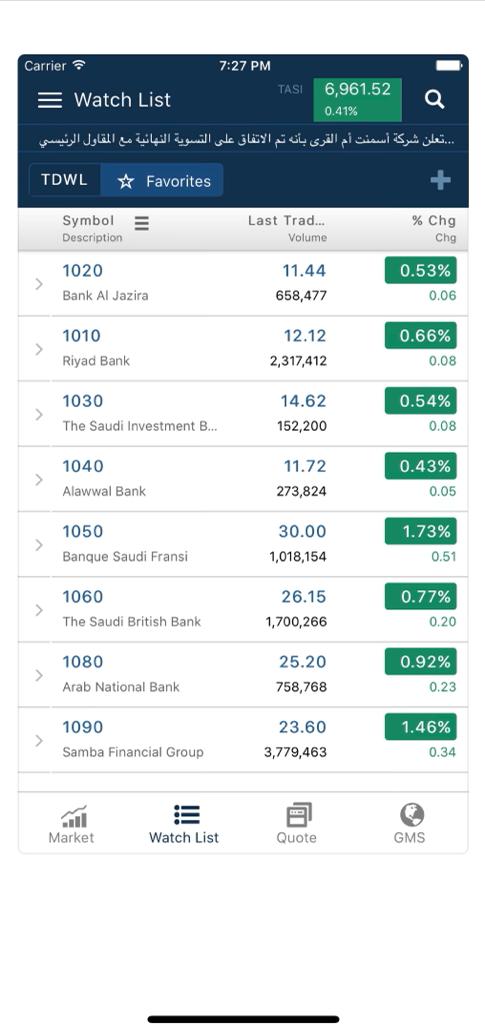 Carrier 7:27 PM
Watch List TASI 6,961.52
0.41%
...تعلن شركة أسمنت أم القرى بأنه تم الاتفاق على التسوية النهائية مع المقاول الرئيسي
TDWL Favorites
Symbol Last Trad... % Chg
Description Volume Chg
1020 11.44 0.53%
Bank Al Jazira 658,477 0.06
1010 12.12 0.66%
Riyad Bank 2,317,412 0.08
1030 14.62 0.54%
The Saudi Investment B... 152,200 0.08
1040 11.72 0.43%
Alawwal Bank 273,824 0.05
1050 30.00 1.73%
Banque Saudi Fransi 1,018,154 0.51
1060 26.15 0.77%
The Saudi British Bank 1,700,266 0.20
1080 25.20 0.92%
Arab National Bank 758,768 0.23
1090 23.60 1.46%
Samba Financial Group 3,779,463 0.34
Market Watch List Quote GMS